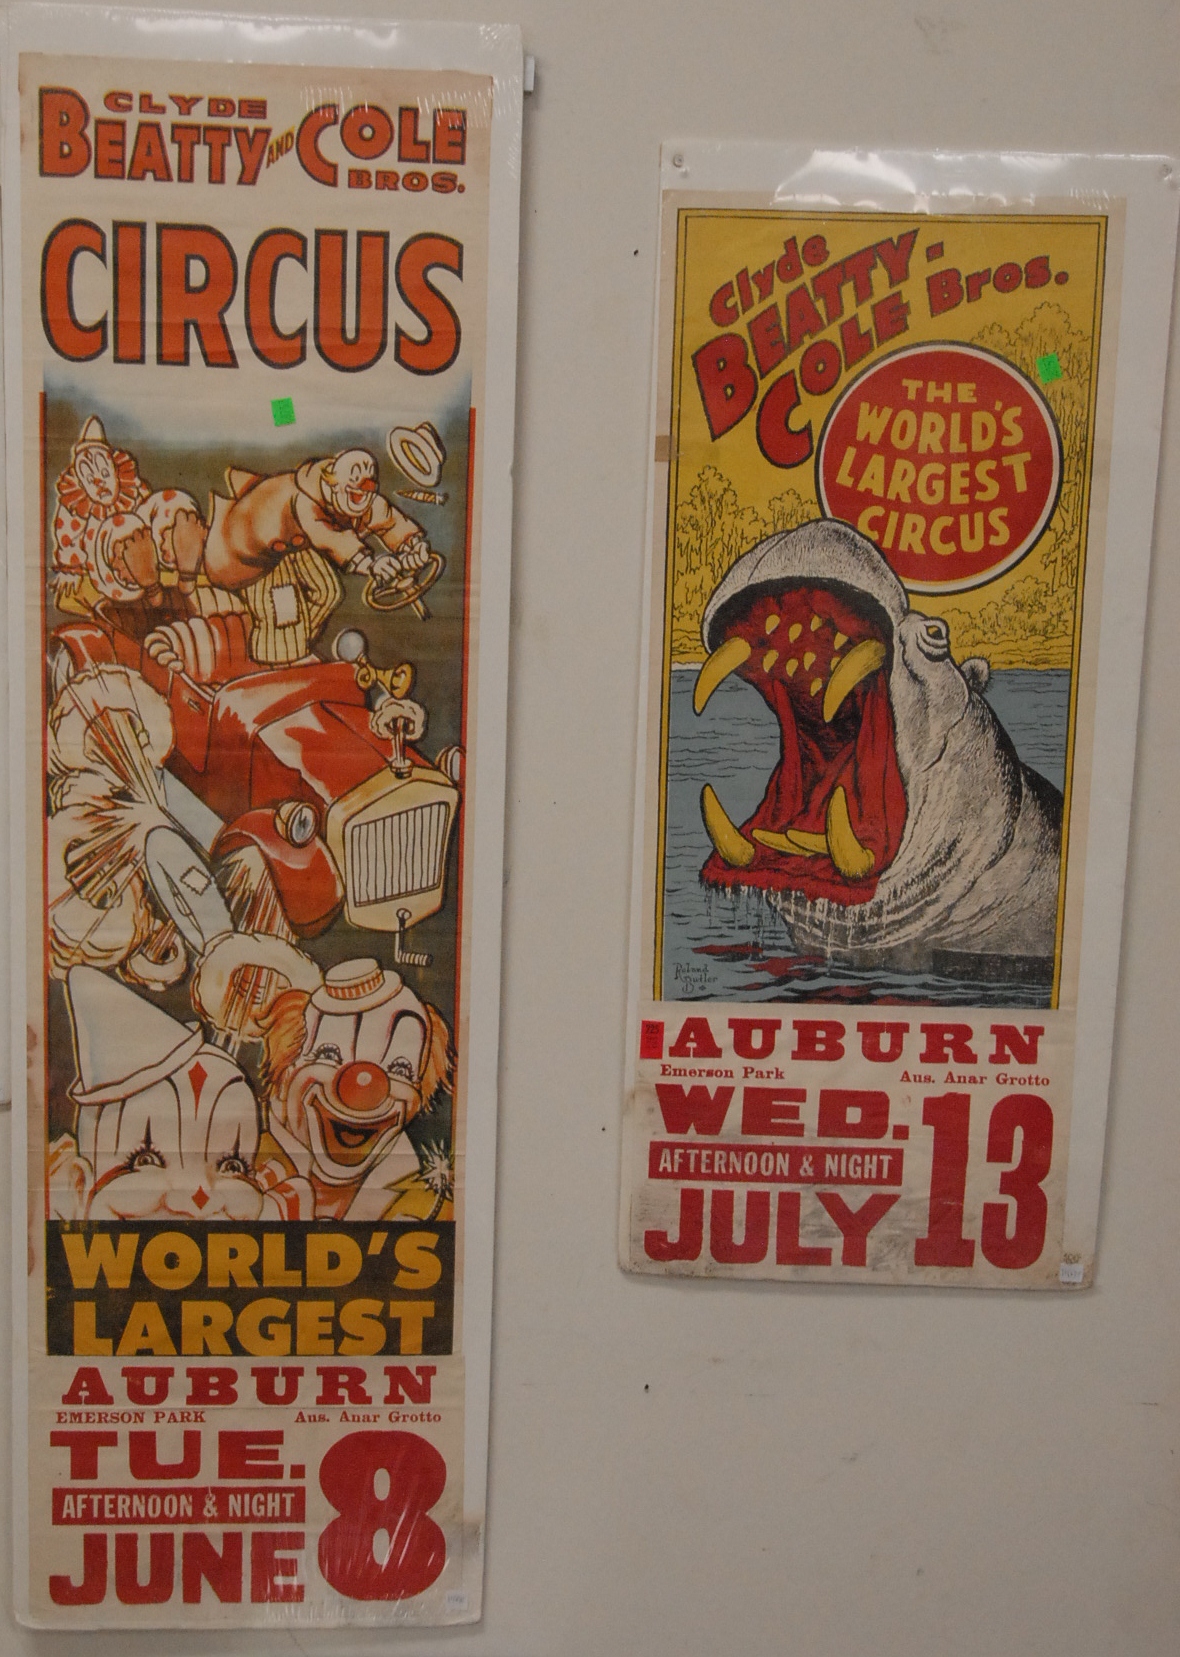 CLYDE
BEATTY AND COLE
BROS.
CIRCUS
WORLD'S
LARGEST
AUBURN
EMERSON PARK Aus. Anar Grotto
TUE. 8
AFTERNOON & NIGHT
JUNE
Clyde
BEATTY-
COLE Bros.
THE
WORLD'S
LARGEST
CIRCUS
Roland
Butler
AUBURN
Emerson Park Aus. Anar Grotto
WED. 13
AFTERNOON & NIGHT
JULY